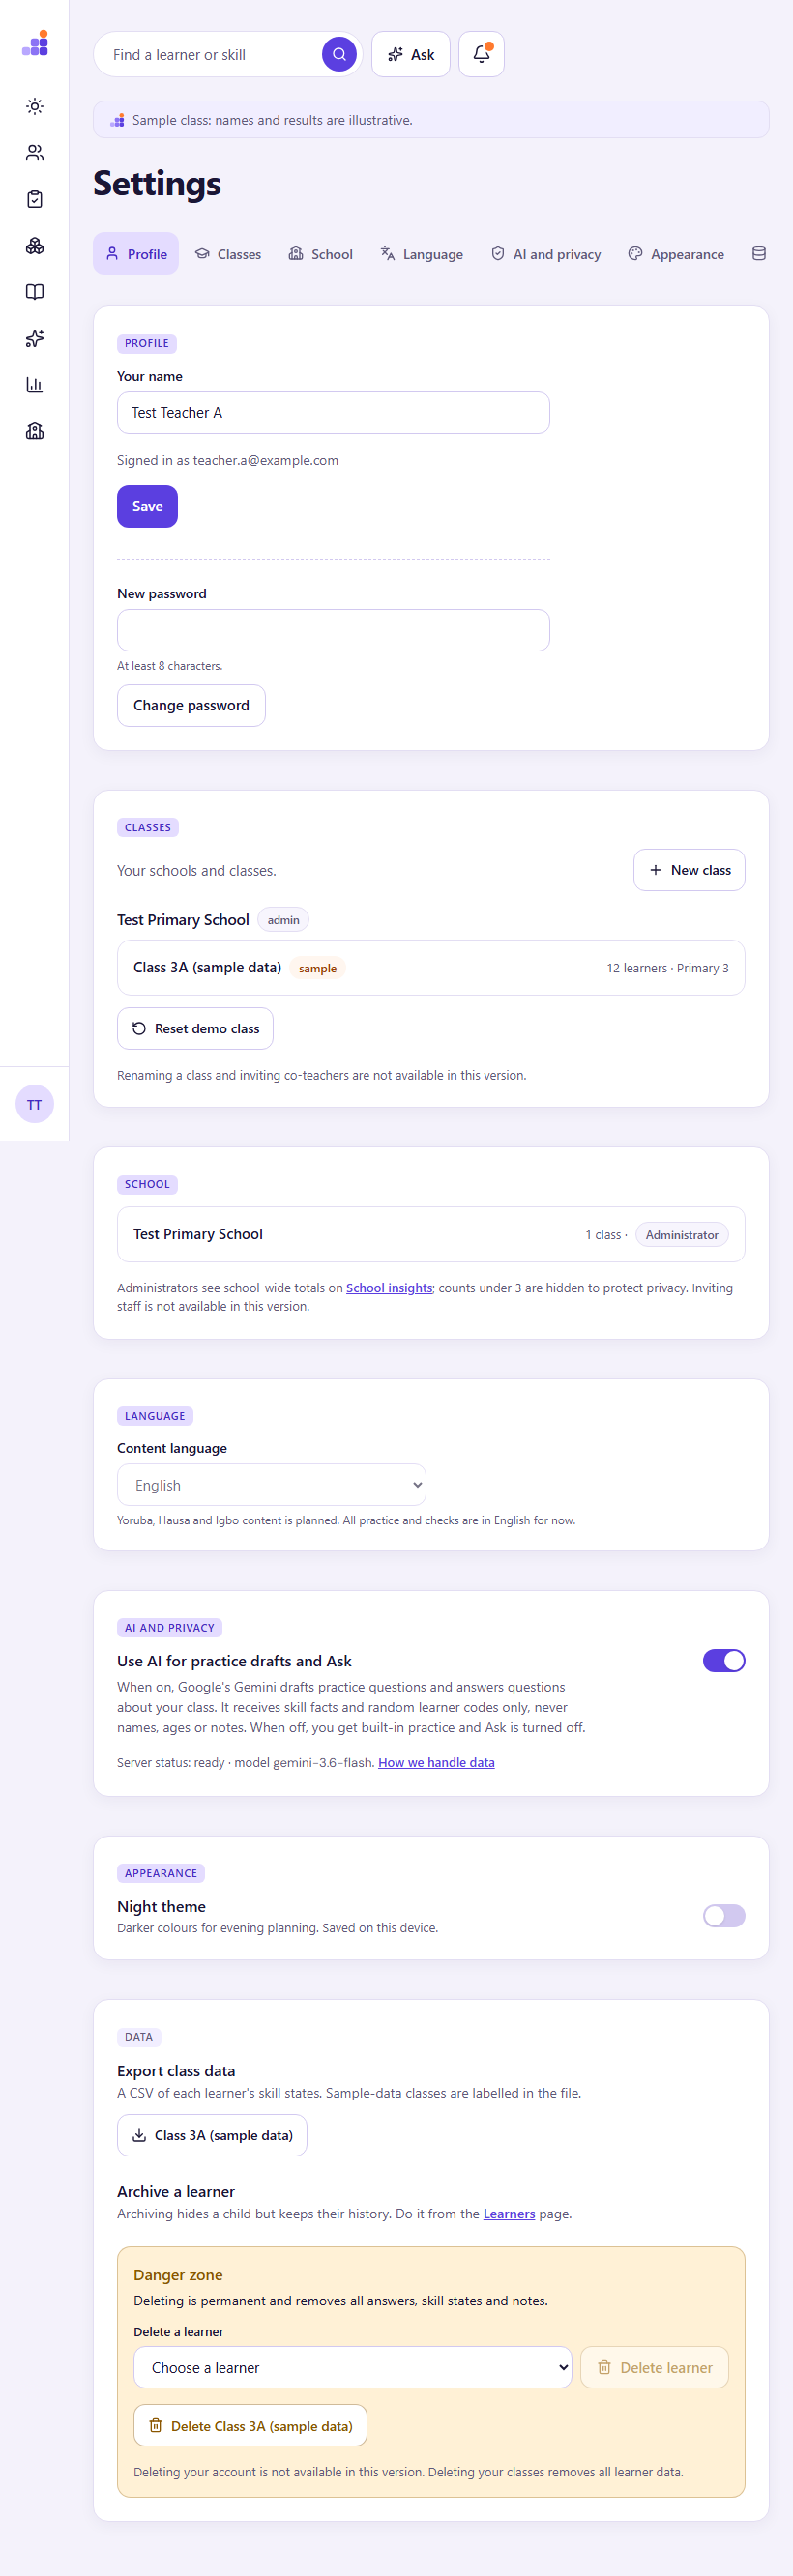 Find a learner or skill
Ask
Sample class: names and results are illustrative.
Settings
Profile
Classes
School
Language
AI and privacy
Appearance
PROFILE
Your name
Test Teacher A
Signed in as teacher.a@example.com
Save
New password
At least 8 characters.
Change password
CLASSES
Your schools and classes.
New class
Test Primary School admin
Class 3A (sample data) sample 12 learners · Primary 3
Reset demo class
Renaming a class and inviting co-teachers are not available in this version.
TT
SCHOOL
Test Primary School 1 class · Administrator
Administrators see school-wide totals on School insights; counts under 3 are hidden to protect privacy. Inviting
staff is not available in this version.
LANGUAGE
Content language
English
Yoruba, Hausa and Igbo content is planned. All practice and checks are in English for now.
AI AND PRIVACY
Use AI for practice drafts and Ask
When on, Google's Gemini drafts practice questions and answers questions
about your class. It receives skill facts and random learner codes only, never
names, ages or notes. When off, you get built-in practice and Ask is turned off.
Server status: ready · model gemini-3.6-flash. How we handle data
APPEARANCE
Night theme
Darker colours for evening planning. Saved on this device.
DATA
Export class data
A CSV of each learner's skill states. Sample-data classes are labelled in the file.
Class 3A (sample data)
Archive a learner
Archiving hides a child but keeps their history. Do it from the Learners page.
Danger zone
Deleting is permanent and removes all answers, skill states and notes.
Delete a learner
Choose a learner
Delete learner
Delete Class 3A (sample data)
Deleting your account is not available in this version. Deleting your classes removes all learner data.